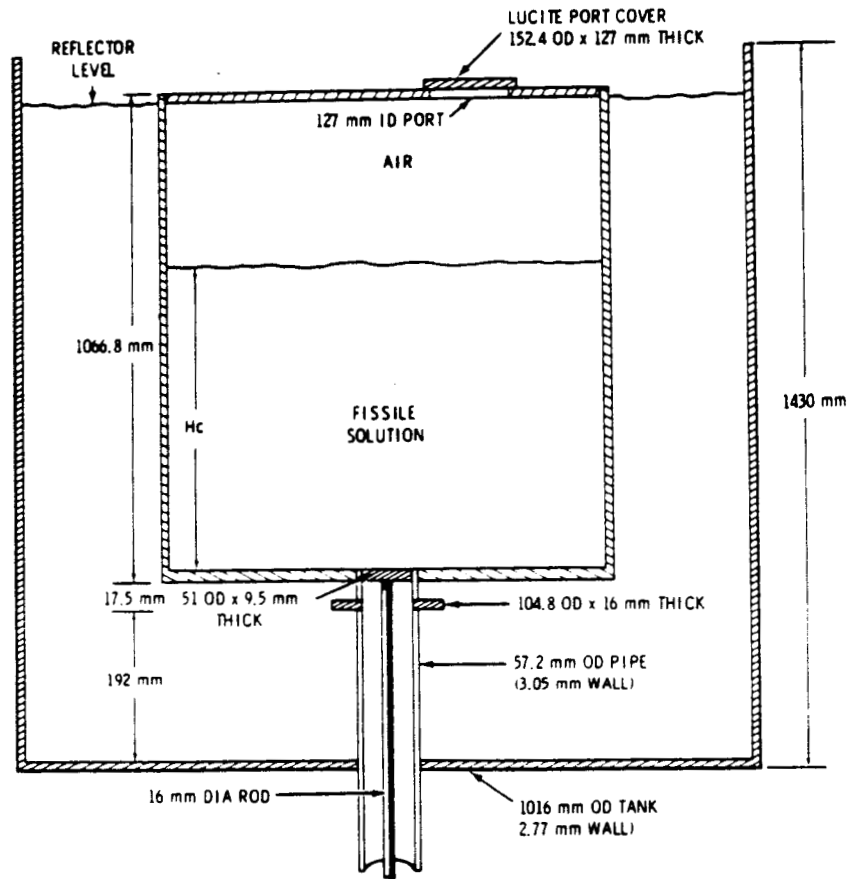 LUCITE PORT COVER
152.4 OD x 127 mm THICK
REFLECTOR
LEVEL
127 mm ID PORT
AIR
1066.8 mm
1430 mm
Hc
FISSILE
SOLUTION
17.5 mm
51 OD x 9.5 mm
THICK
104.8 OD x 16 mm THICK
192 mm
57.2 mm OD PIPE
(3.05 mm WALL)
16 mm DIA ROD
1016 mm OD TANK
2.77 mm WALL)